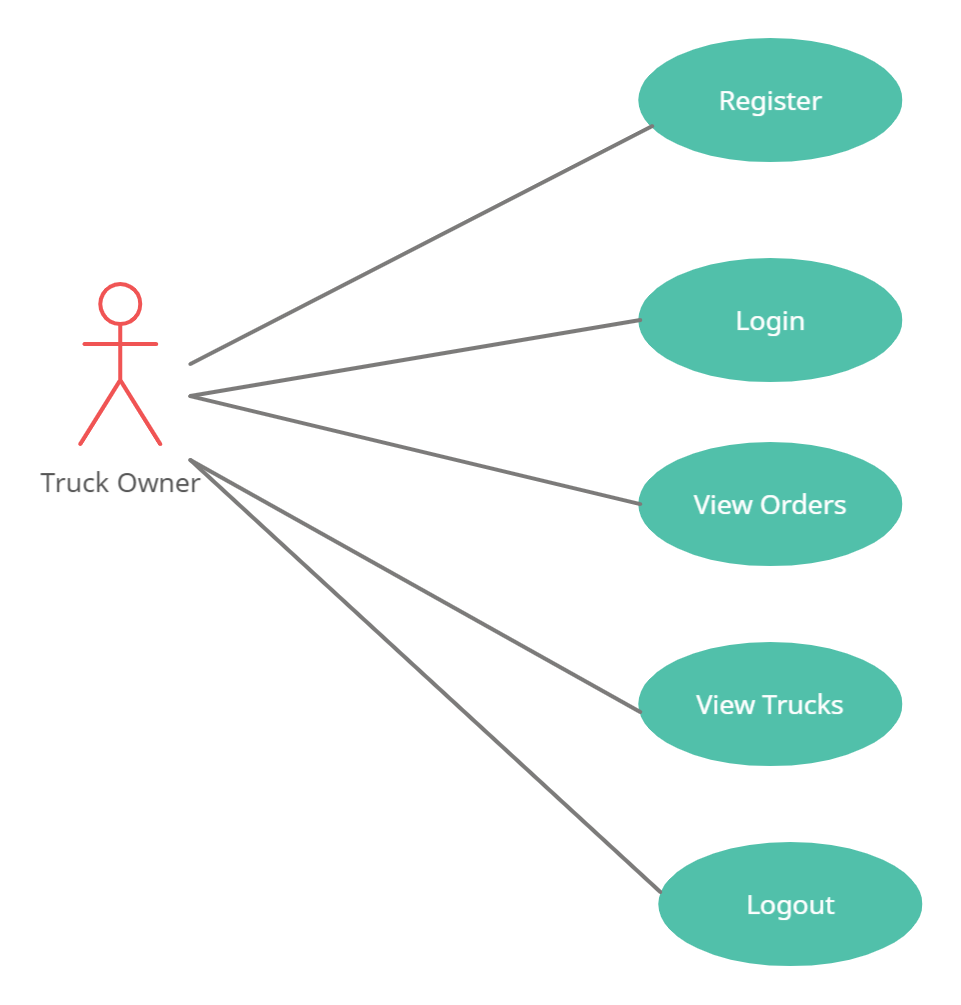 Register
Login
Truck Owner
View Orders
View Trucks
Logout